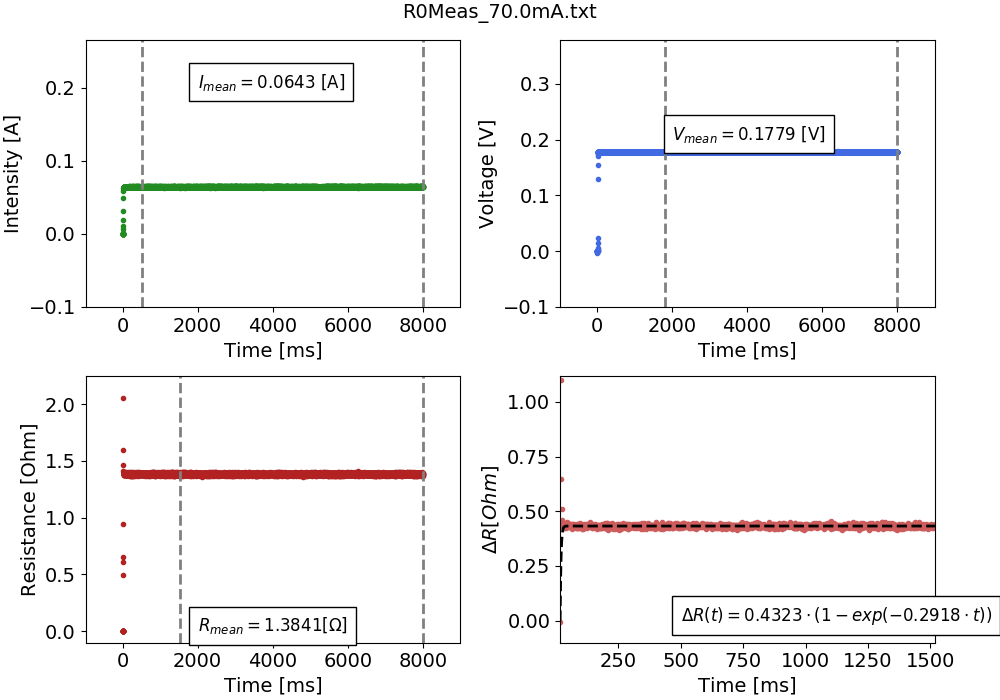 R0Meas_70.0mA.txt
Intensity [A]
0.2
0.1
0.0
−0.1
I_mean = 0.0643 [A]
0 2000 4000 6000 8000
Time [ms]
Voltage [V]
0.3
0.2
0.1
0.0
−0.1
V_mean = 0.1779 [V]
0 2000 4000 6000 8000
Time [ms]
Resistance [Ohm]
2.0
1.5
1.0
0.5
0.0
R_mean = 1.3841[Ω]
0 2000 4000 6000 8000
Time [ms]
ΔR[Ohm]
1.00
0.75
0.50
0.25
0.00
ΔR(t) = 0.4323 · (1 − exp(−0.2918 · t))
250 500 750 1000 1250 1500
Time [ms]